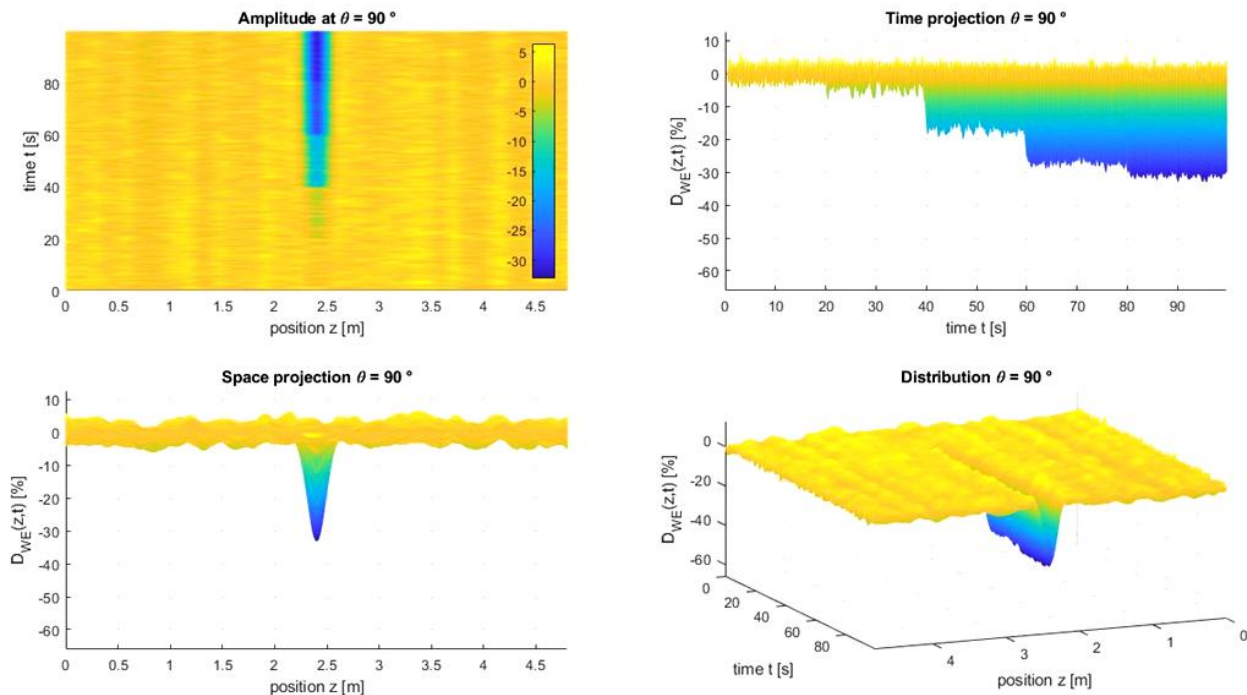 Amplitude at θ = 90 °
time t [s]
80
60
40
20
0
5
0
-5
-10
-15
-20
-25
-30
0 0.5 1 1.5 2 2.5 3 3.5 4 4.5
position z [m]
Time projection θ = 90 °
D_WE(z,t) [%]
10
0
-10
-20
-30
-40
-50
-60
0 10 20 30 40 50 60 70 80 90
time t [s]
Space projection θ = 90 °
D_WE(z,t) [%]
10
0
-10
-20
-30
-40
-50
-60
0 0.5 1 1.5 2 2.5 3 3.5 4 4.5
position z [m]
Distribution θ = 90 °
D_WE(z,t) [%]
0
-20
-40
-60
0
20
40
60
80
time t [s]
4 3 2 1 0
position z [m]